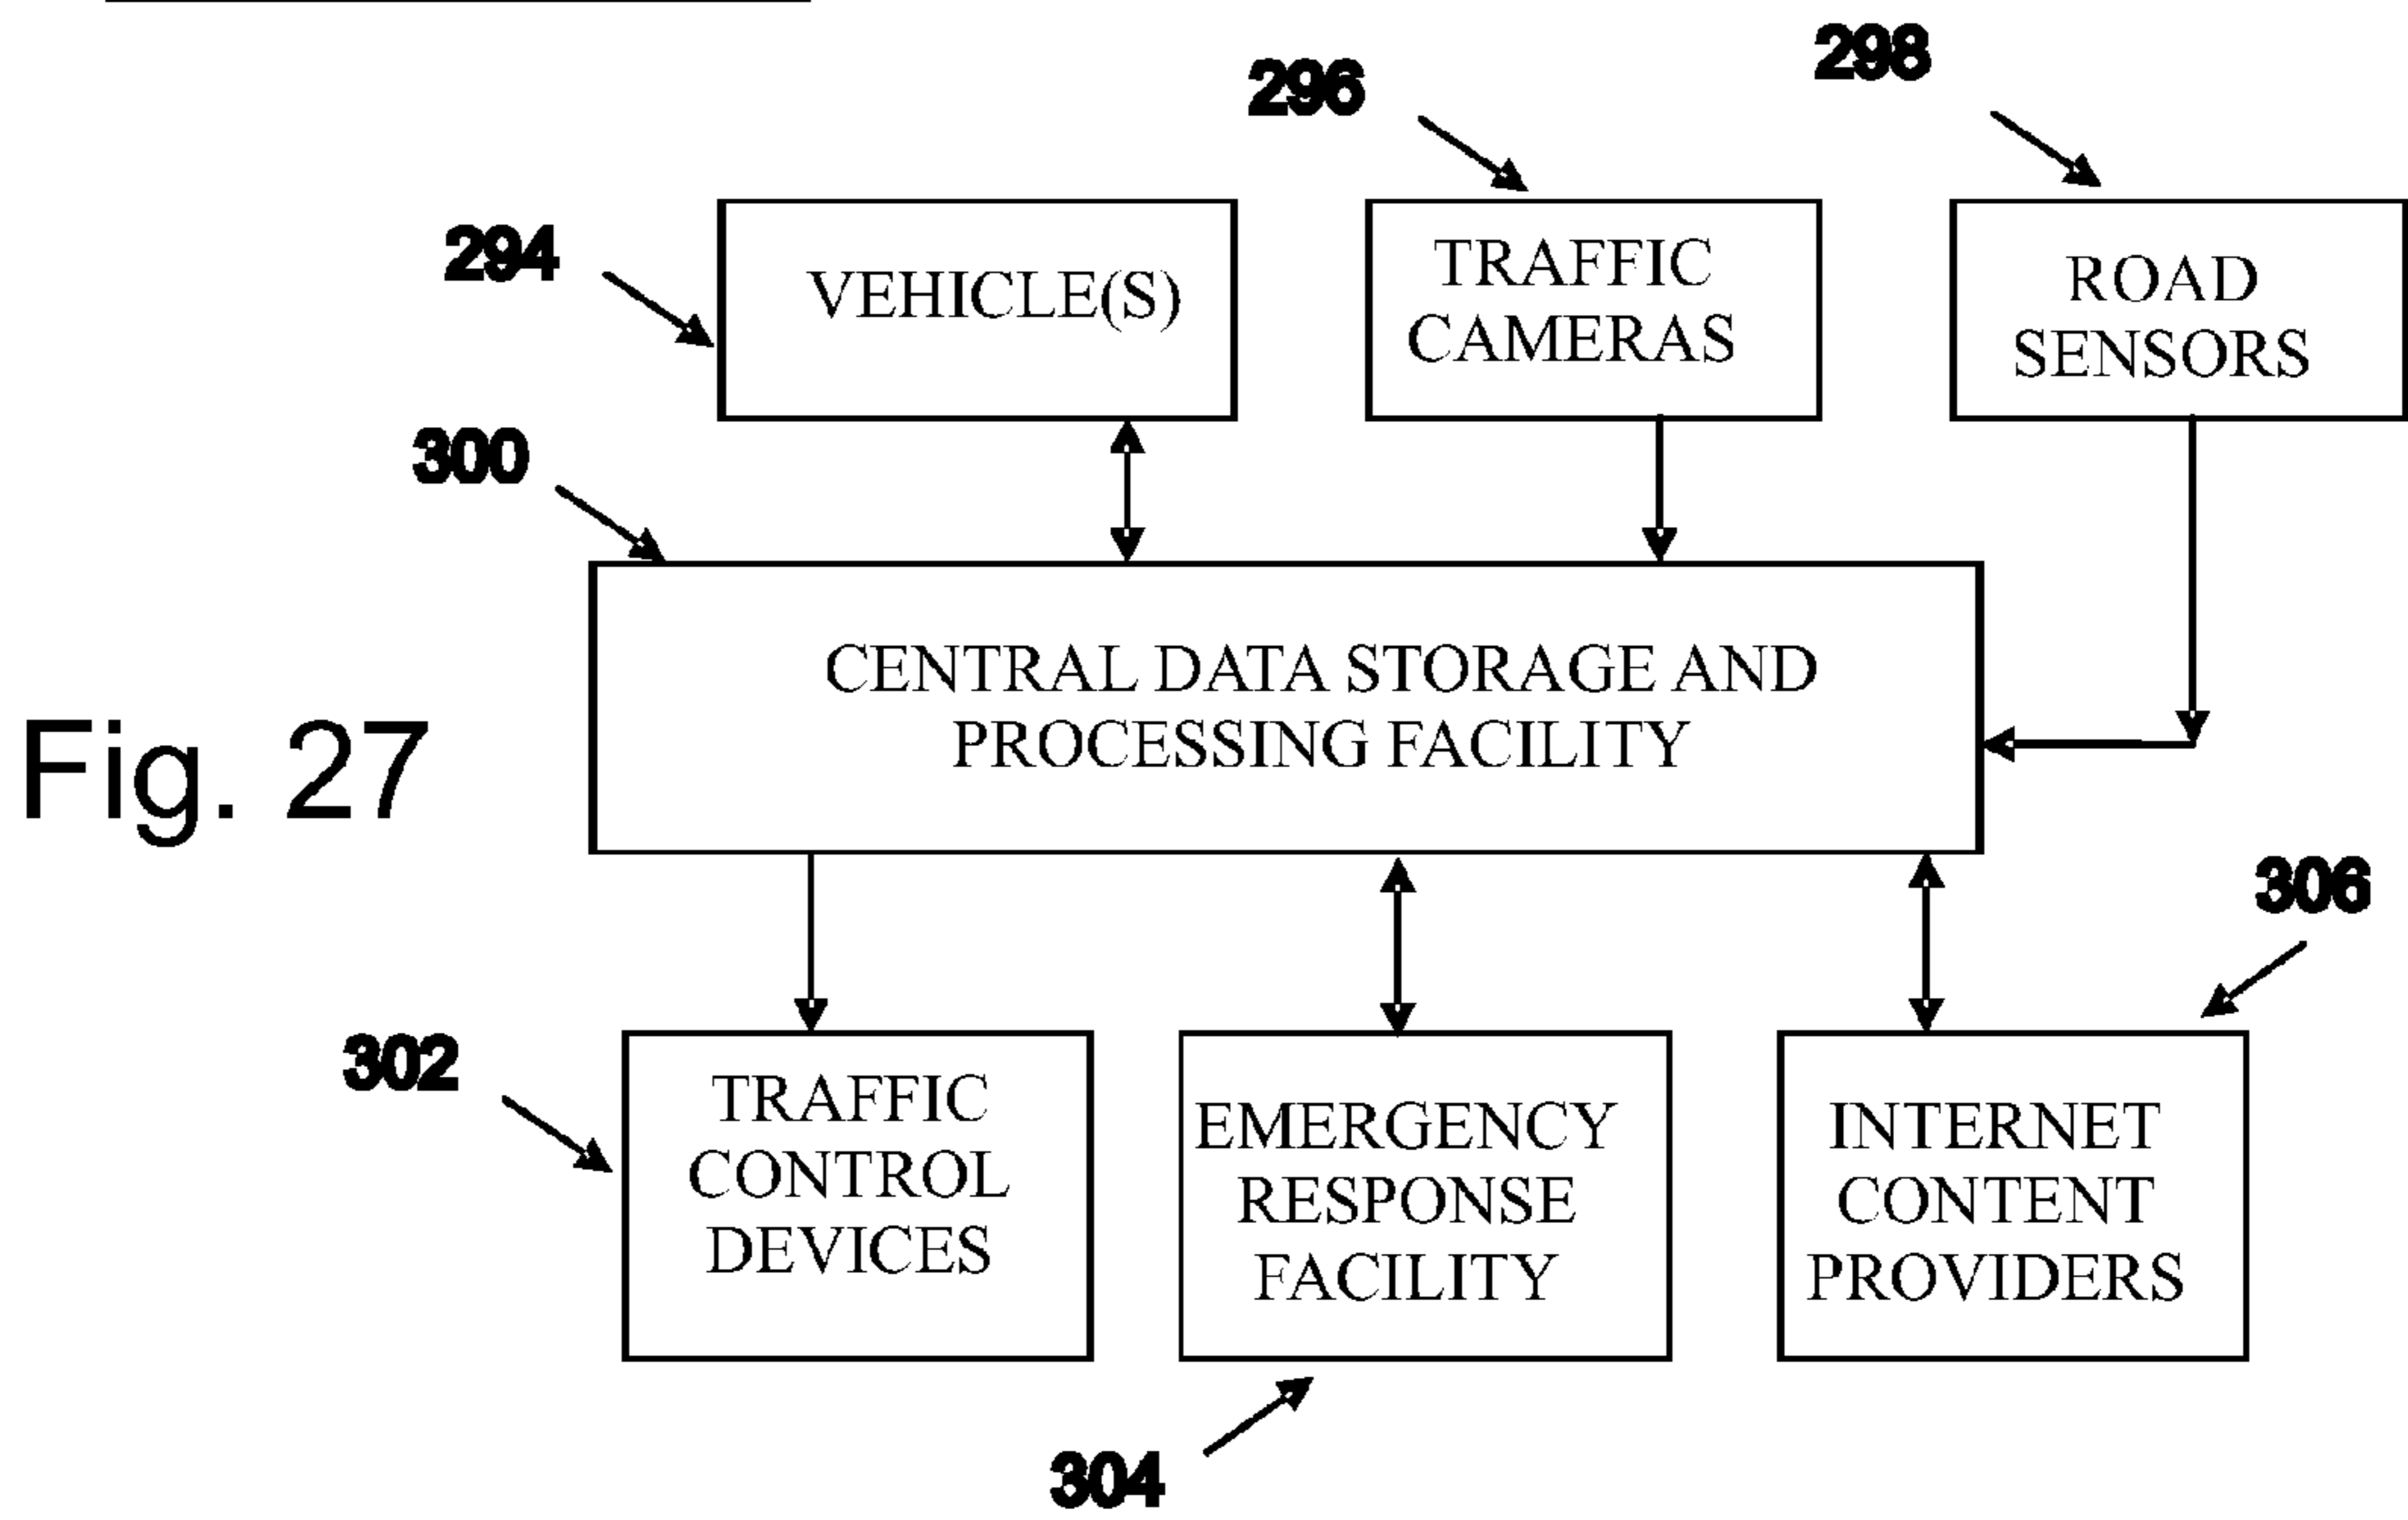 298
296
294
VEHICLE(S)
TRAFFIC
CAMERAS
ROAD
SENSORS
300
CENTRAL DATA STORAGE AND
PROCESSING FACILITY
Fig. 27
306
302
TRAFFIC
CONTROL
DEVICES
EMERGENCY
RESPONSE
FACILITY
INTERNET
CONTENT
PROVIDERS
304